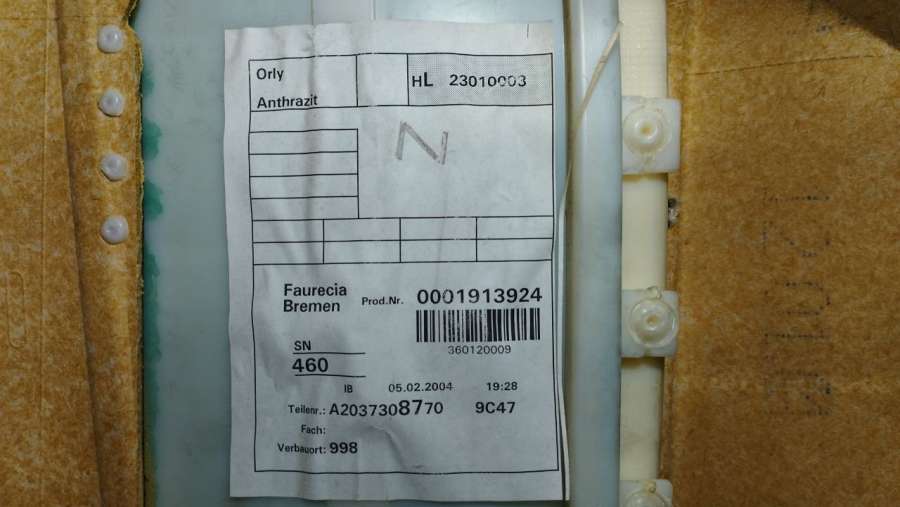 Orly
HL 23010003
Anthrazit
N
Faurecia
Bremen
Prod.Nr. 0001913924
360120009
SN
460
IB 05.02.2004 19:28
Teilenr.: A2037308770 9C47
Fach:
Verbauort: 998